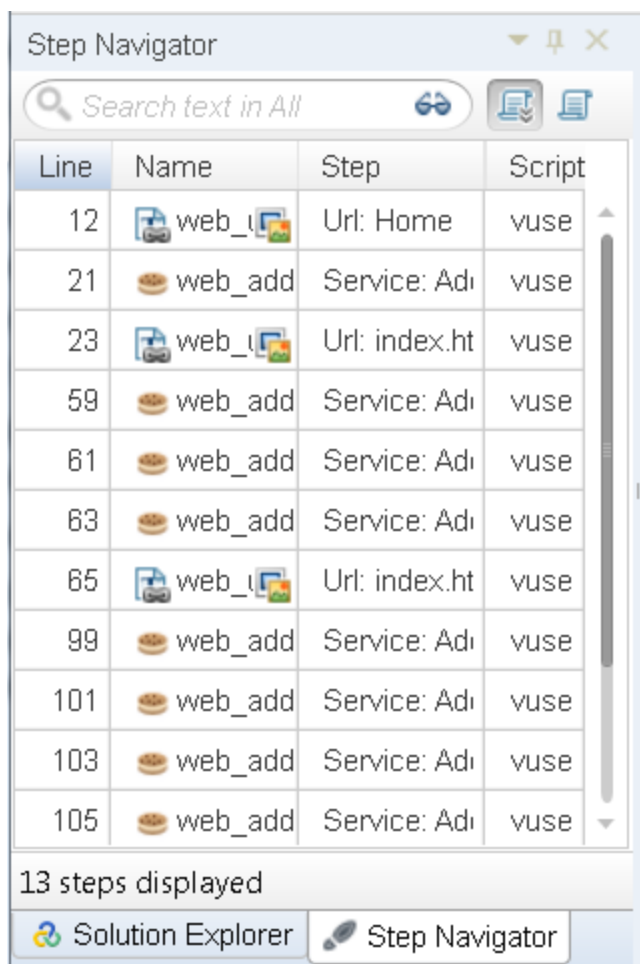 Step Navigator
Search text in All
Line Name Step Script
12 web_u Url: Home vuse
21 web_add Service: Ad vuse
23 web_u Url: index.ht vuse
59 web_add Service: Ad vuse
61 web_add Service: Ad vuse
63 web_add Service: Ad vuse
65 web_u Url: index.ht vuse
99 web_add Service: Ad vuse
101 web_add Service: Ad vuse
103 web_add Service: Ad vuse
105 web_add Service: Ad vuse
13 steps displayed
Solution Explorer Step Navigator